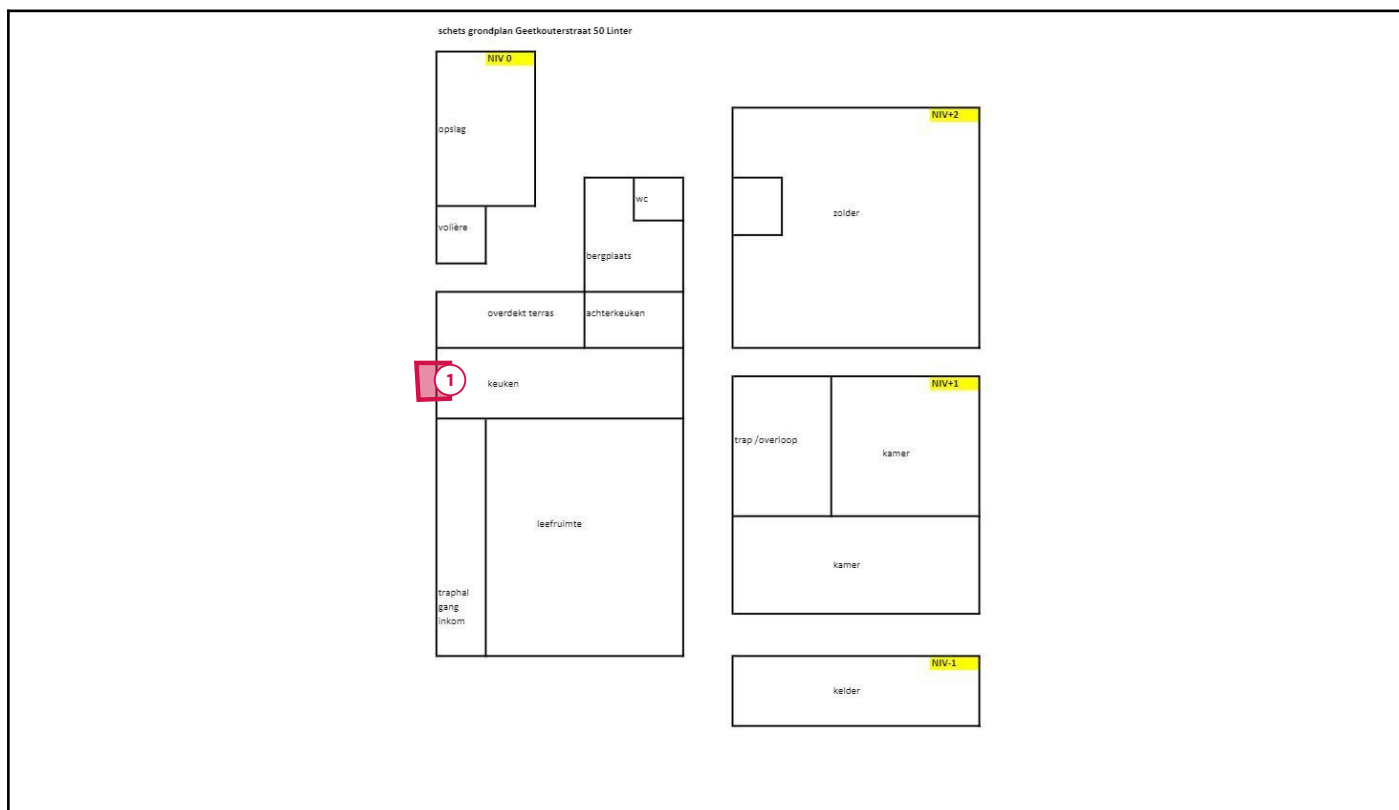 schets grondplan Geetkouterstraat 50 Linter
NIV 0
opslag
volière
wc
bergplaats
overdekt terras
achterkeuken
1
keuken
leefruimte
traphal
gang
inkom
NIV+2
zolder
NIV+1
trap /overloop
kamer
kamer
NIV-1
kelder